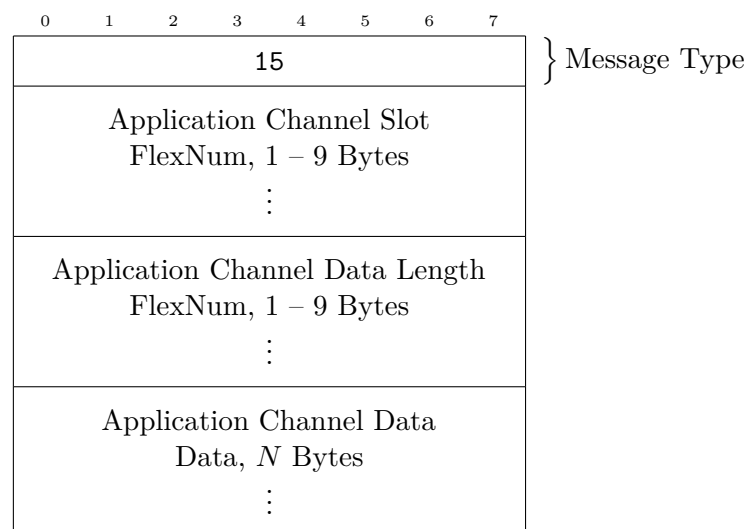 0 1 2 3 4 5 6 7
15
Message Type
Application Channel Slot
FlexNum, 1 – 9 Bytes
⋮
Application Channel Data Length
FlexNum, 1 – 9 Bytes
⋮
Application Channel Data
Data, N Bytes
⋮